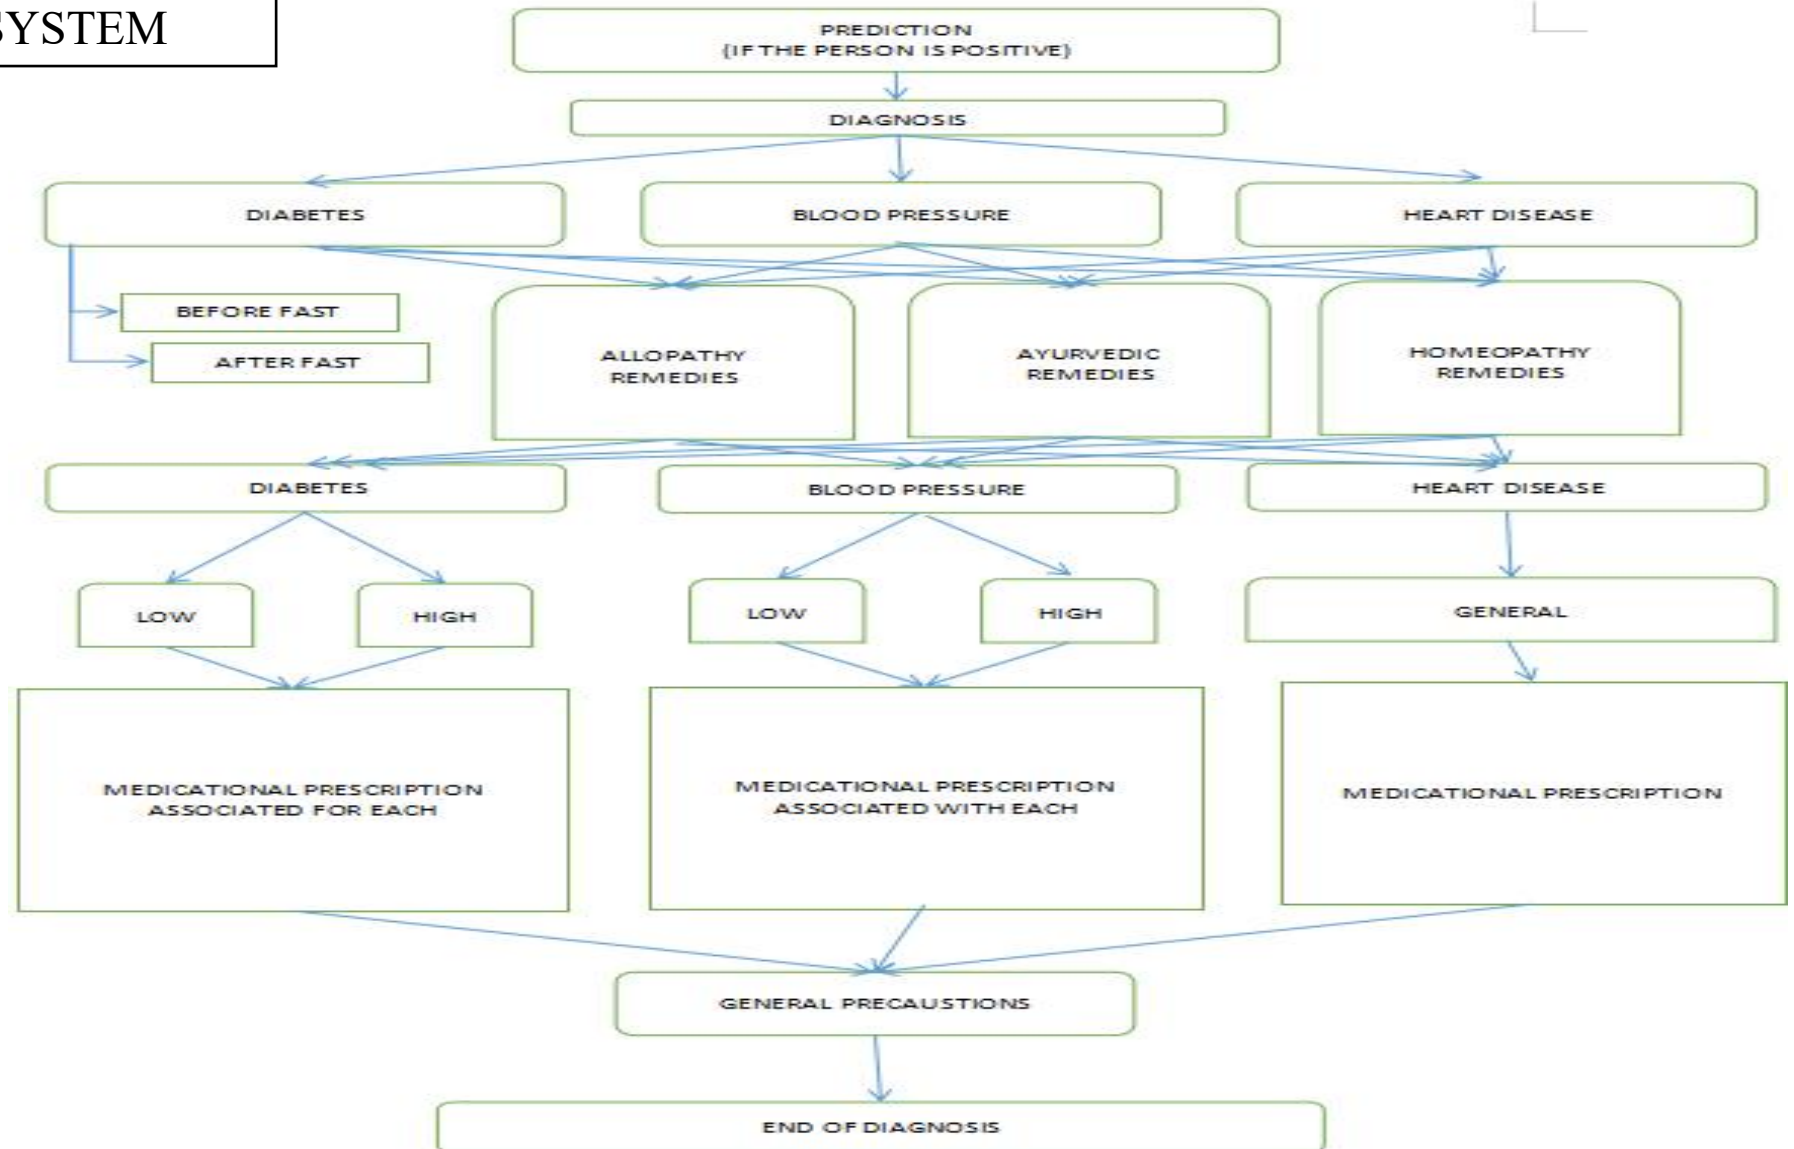 SYSTEM
PREDICTION
(IF THE PERSON IS POSITIVE)
DIAGNOSIS
DIABETES
BLOOD PRESSURE
HEART DISEASE
BEFORE FAST
AFTER FAST
ALLOPATHY
REMEDIES
AYURVEDIC
REMEDIES
HOMEOPATHY
REMEDIES
DIABETES
BLOOD PRESSURE
HEART DISEASE
LOW
HIGH
LOW
HIGH
GENERAL
MEDICATIONAL PRESCRIPTION
ASSOCIATED FOR EACH
MEDICATIONAL PRESCRIPTION
ASSOCIATED WITH EACH
MEDICATIONAL PRESCRIPTION
GENERAL PRECAUSTIONS
END OF DIAGNOSIS